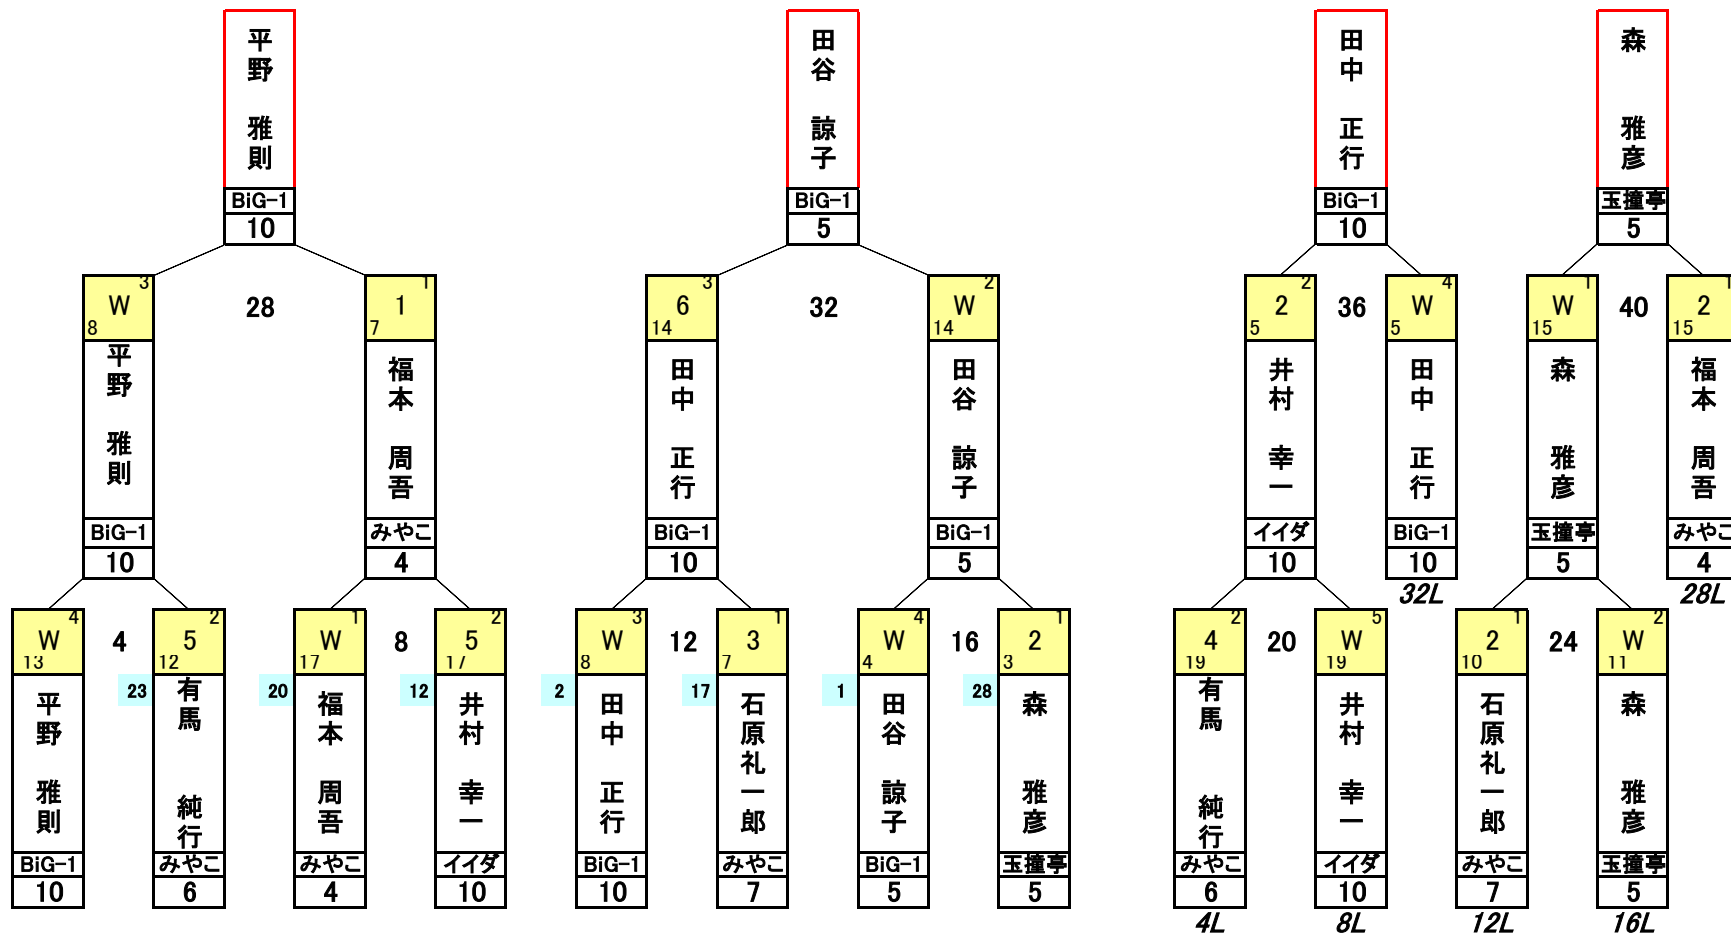 平野 雅則
田谷 諒子
田中 正行
森 雅彦
BiG-1
BiG-1
BiG-1
玉撞亭
10
5
10
5
3 W 8
28
1 1 7
3 6 14
32
2 W 14
2 2 5
36
4 W 5
1 W 15
40
1 2 15
平野 雅則
福本 周吾
田中 正行
田谷 諒子
井村 幸一
田中 正行
森 雅彦
福本 周吾
BiG-1
みやこ
BiG-1
BiG-1
イイダ
BiG-1
玉撞亭
みやこ
10
4
10
5
10
10
5
4
32L
28L
4 W 13
4
2 5 12
1 W 17
8
2 5 17
3 W 8
12
1 3 7
4 W 4
16
1 2 3
2 4 19
20
5 W 19
1 2 10
24
2 W 11
23
20
12
2
17
1
28
平野 雅則
有馬 純行
福本 周吾
井村 幸一
田中 正行
石原礼一郎
田谷 諒子
森 雅彦
有馬 純行
井村 幸一
石原礼一郎
森 雅彦
BiG-1
みやこ
みやこ
イイダ
BiG-1
みやこ
BiG-1
玉撞亭
みやこ
イイダ
みやこ
玉撞亭
10
6
4
10
10
7
5
5
6
10
7
5
4L
8L
12L
16L